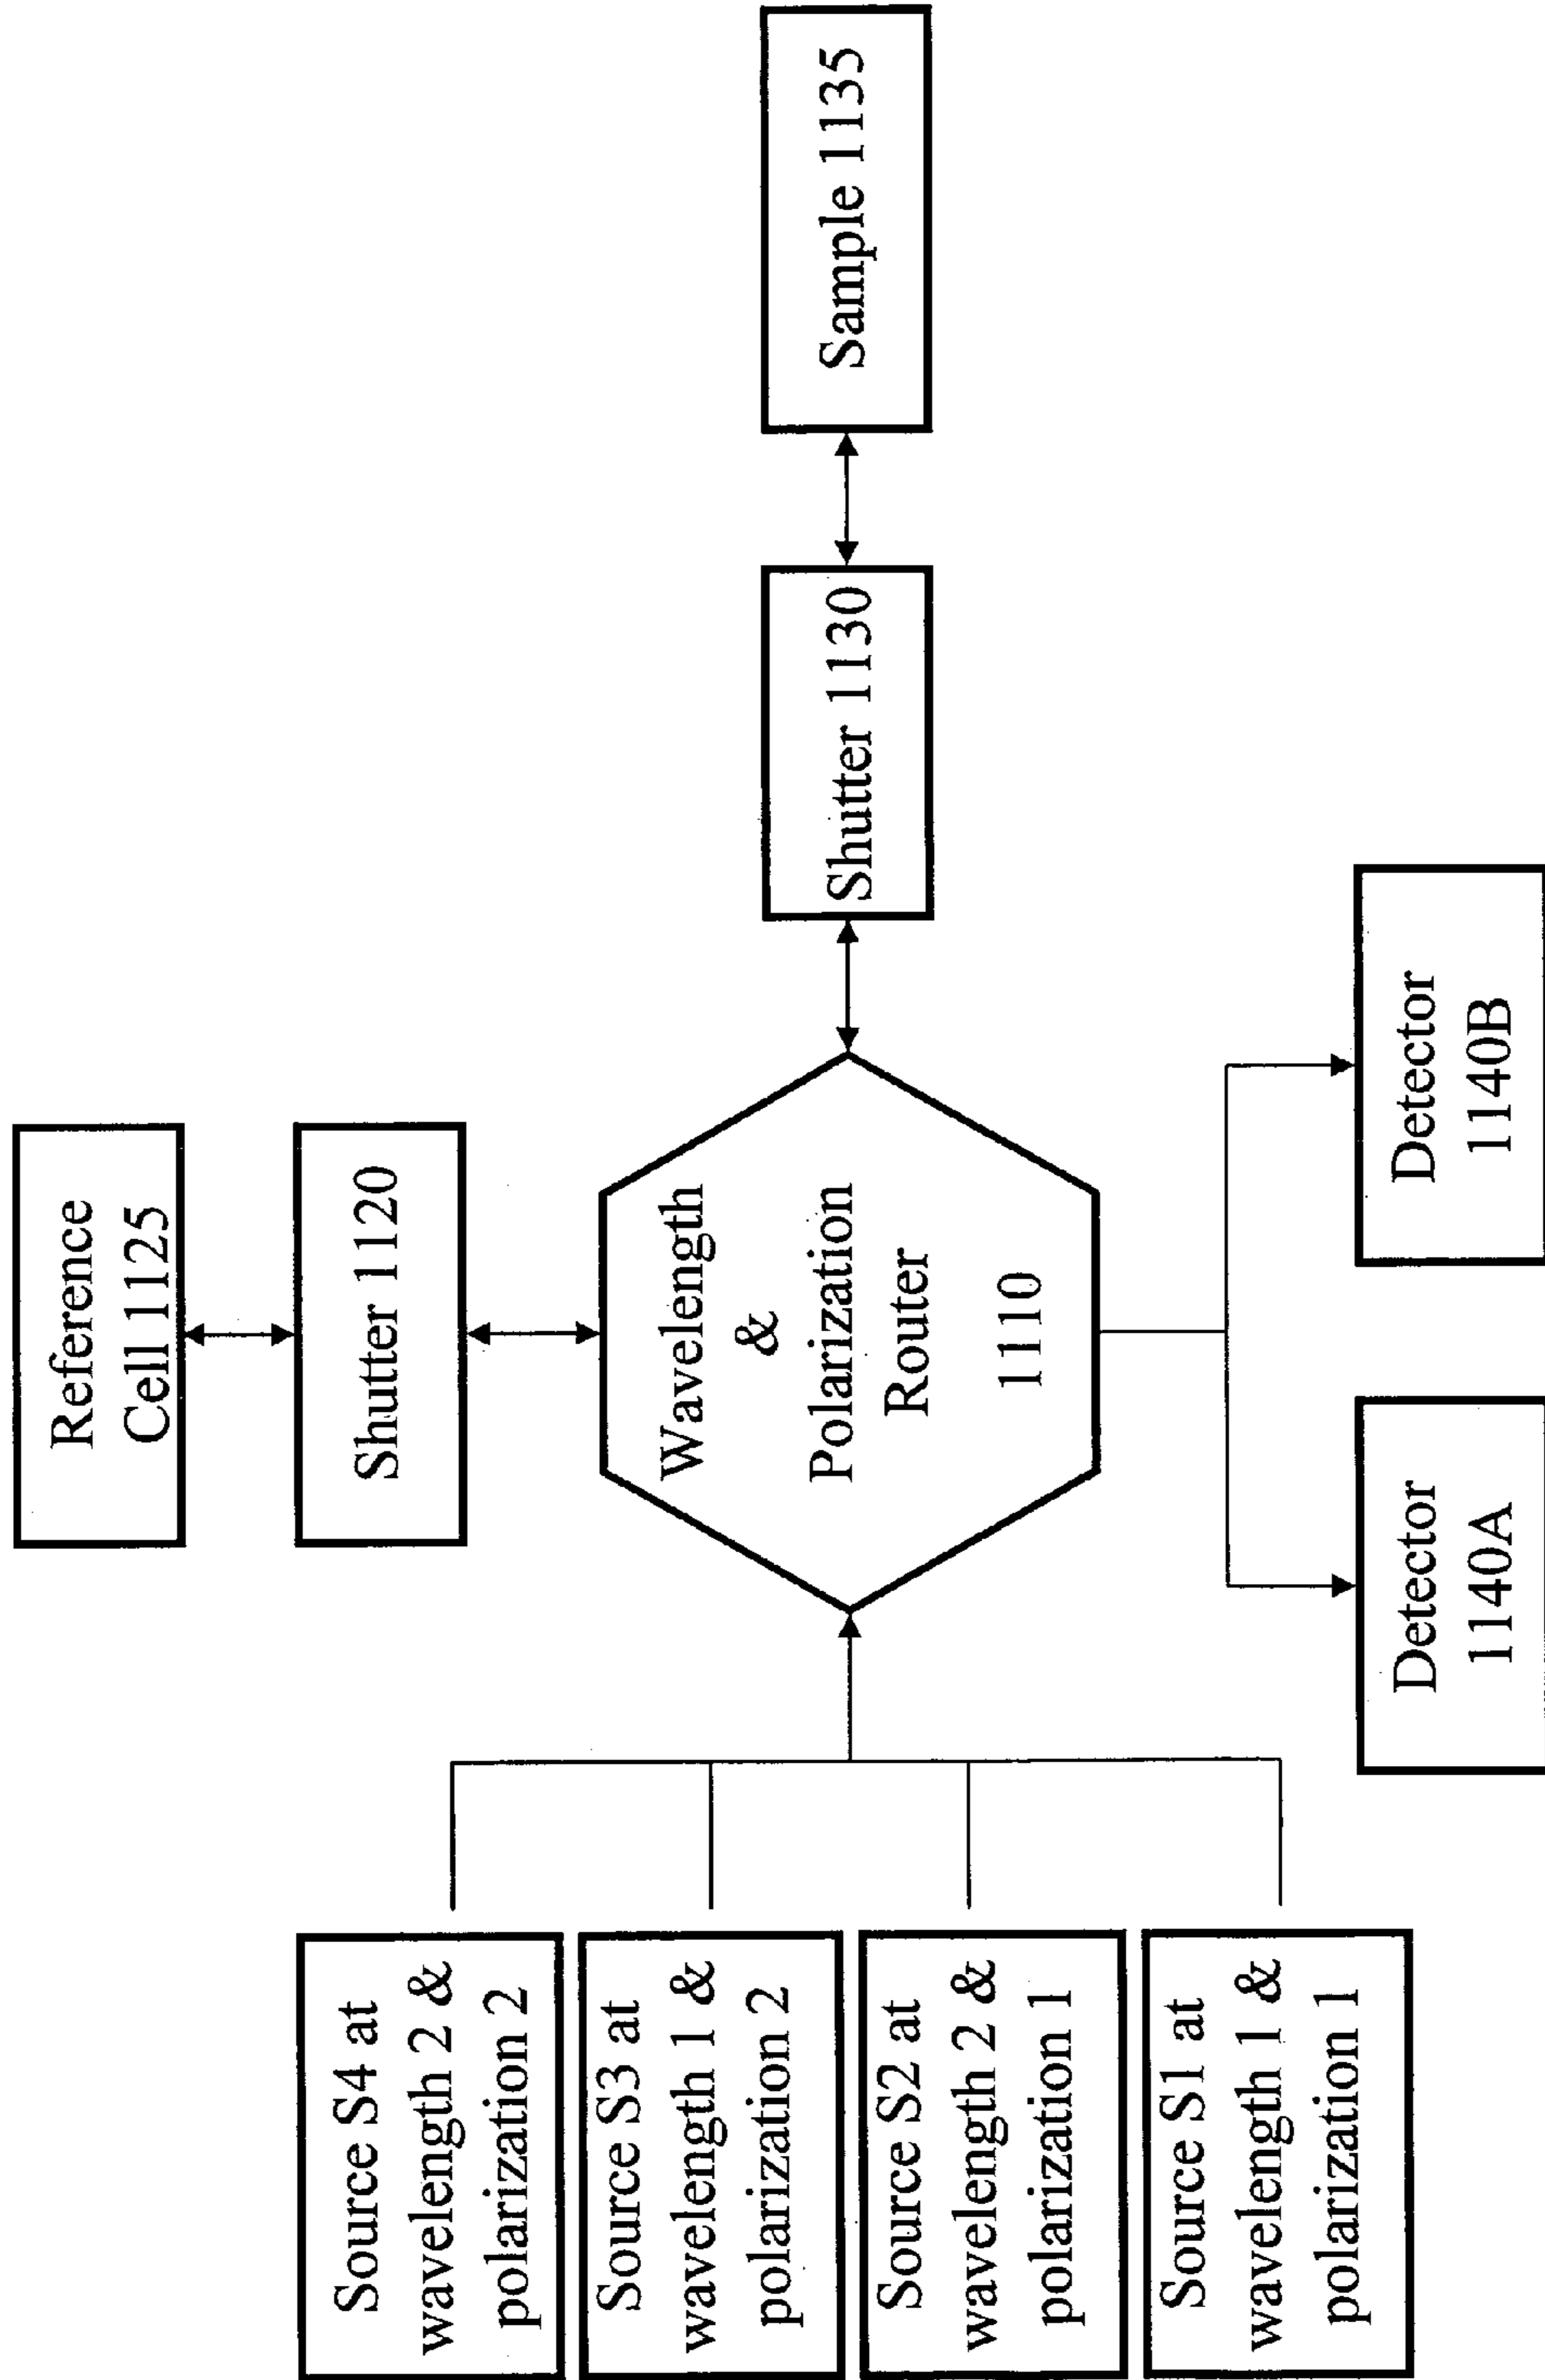 Reference
Cell 1125
Shutter 1120
Source S4 at
wavelength 2 &
polarization 2
Source S3 at
wavelength 1 &
polarization 2
Source S2 at
wavelength 2 &
polarization 1
Source S1 at
wavelength 1 &
polarization 1
Wavelength
&
Polarization
Router
1110
Shutter 1130
Sample 1135
Detector
1140A
Detector
1140B